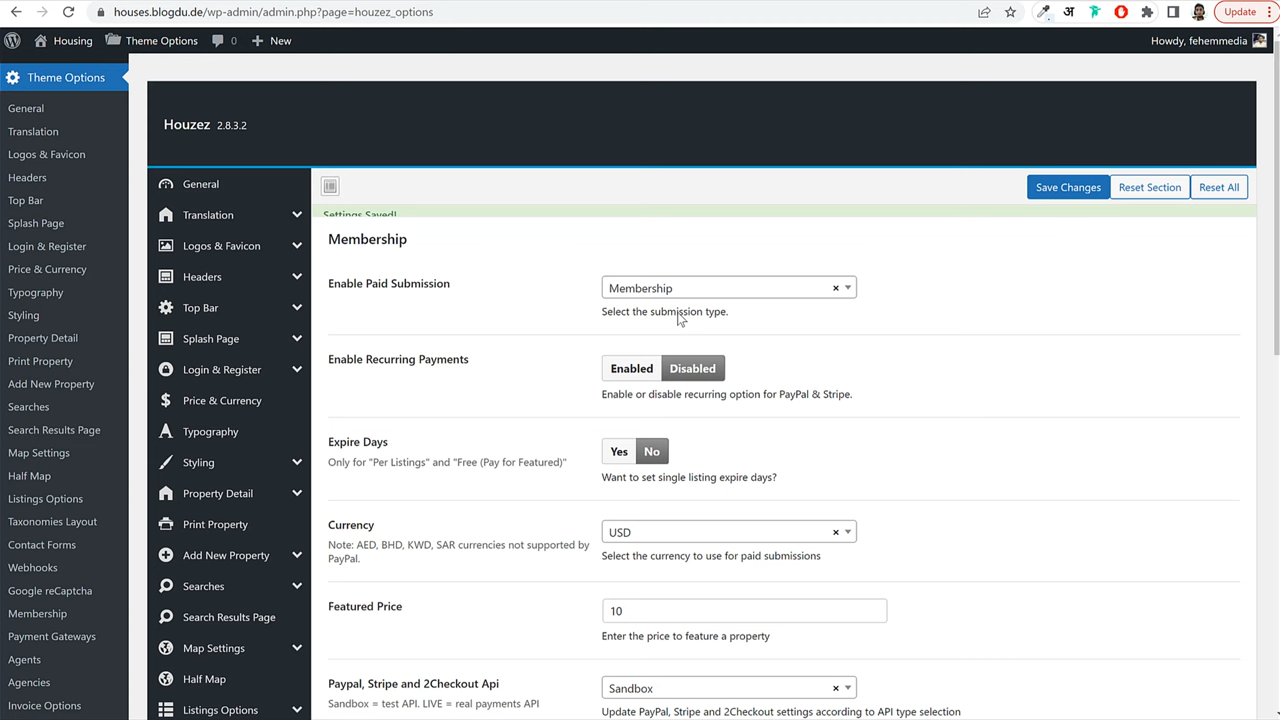 houses.blogdu.de/wp-admin/admin.php?page=houzez_options
अ
Update
Housing
Theme Options
0
New
Howdy, fehemmedia
Theme Options
General
Translation
Logos & Favicon
Headers
Top Bar
Splash Page
Login & Register
Price & Currency
Typography
Styling
Property Detail
Print Property
Add New Property
Searches
Search Results Page
Map Settings
Half Map
Listings Options
Taxonomies Layout
Contact Forms
Webhooks
Google reCaptcha
Membership
Payment Gateways
Agents
Agencies
Invoice Options
Houzez 2.8.3.2
General
Translation
Logos & Favicon
Headers
Top Bar
Splash Page
Login & Register
Price & Currency
Typography
Styling
Property Detail
Print Property
Add New Property
Searches
Search Results Page
Map Settings
Half Map
Listings Options
Save Changes
Reset Section
Reset All
Settings Saved!
Membership
Enable Paid Submission
Membership
Select the submission type.
Enable Recurring Payments
Enabled
Disabled
Enable or disable recurring option for PayPal & Stripe.
Expire Days
Only for "Per Listings" and "Free (Pay for Featured)"
Yes
No
Want to set single listing expire days?
Currency
Note: AED, BHD, KWD, SAR currencies not supported by
PayPal.
USD
Select the currency to use for paid submissions
Featured Price
10
Enter the price to feature a property
Paypal, Stripe and 2Checkout Api
Sandbox = test API. LIVE = real payments API
Sandbox
Update PayPal, Stripe and 2Checkout settings according to API type selection